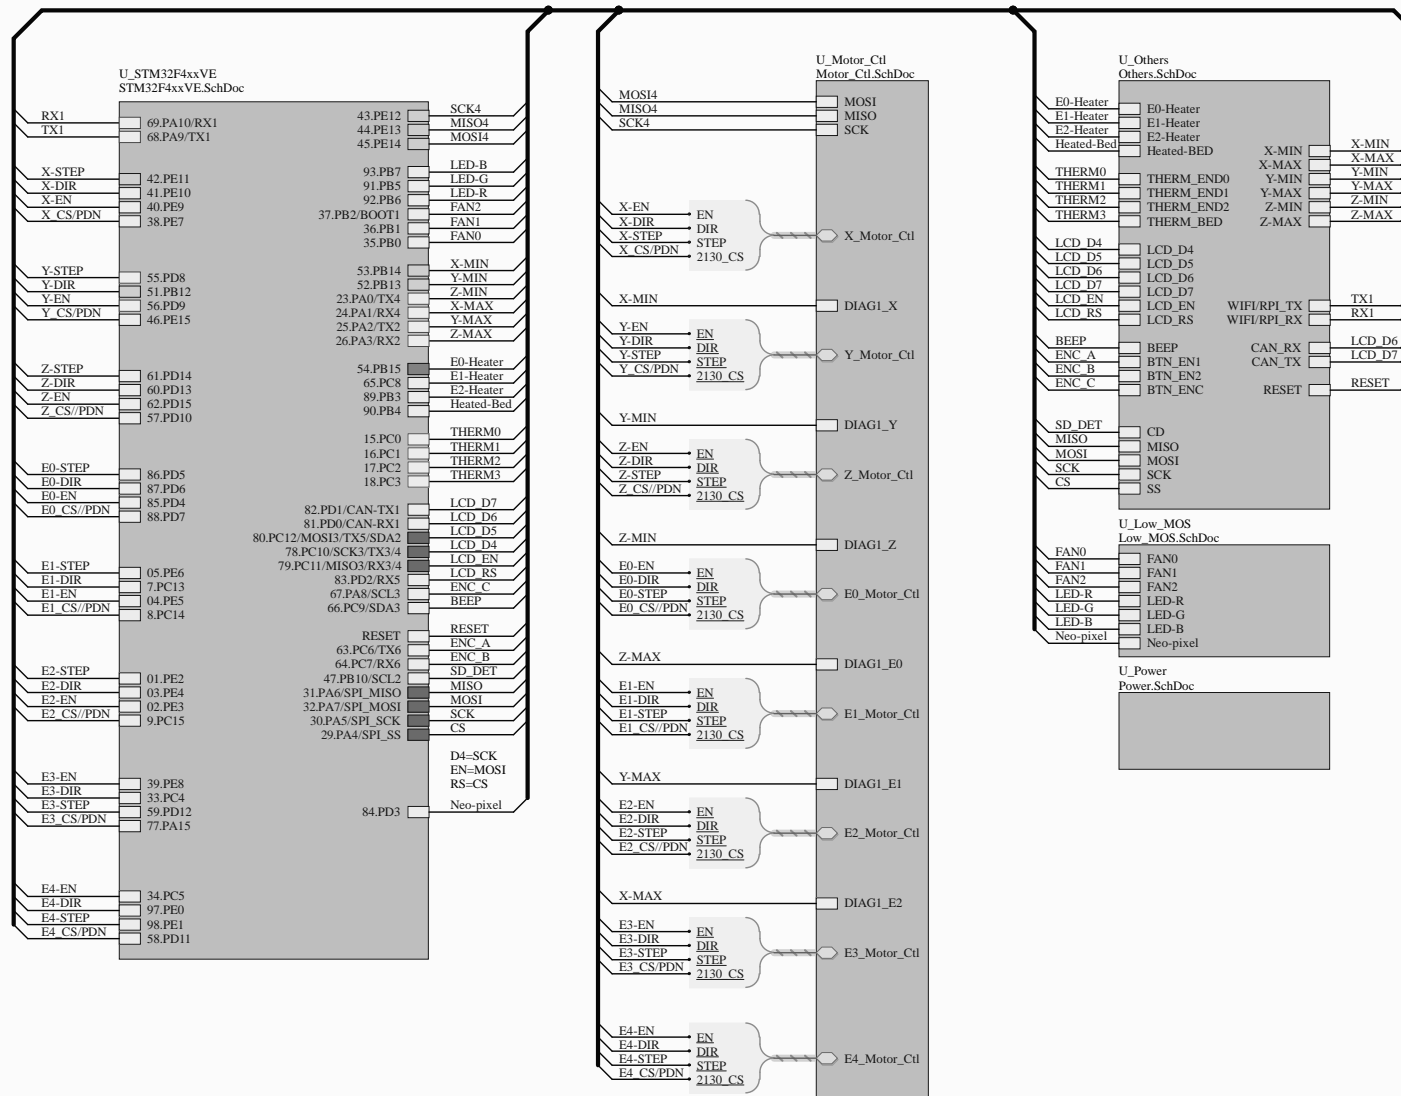 U_STM32F4xxVE
STM32F4xxVE.SchDoc
RX1
TX1
X-STEP
X-DIR
X-EN
X_CS/PDN
Y-STEP
Y-DIR
Y-EN
Y_CS/PDN
Z-STEP
Z-DIR
Z-EN
Z_CS//PDN
E0-STEP
E0-DIR
E0-EN
E0_CS//PDN
E1-STEP
E1-DIR
E1-EN
E1_CS//PDN
E2-STEP
E2-DIR
E2-EN
E2_CS//PDN
E3-EN
E3-DIR
E3-STEP
E3_CS/PDN
E4-EN
E4-DIR
E4-STEP
E4_CS/PDN
69.PA10/RX1
68.PA9/TX1
42.PE11
41.PE10
40.PE9
38.PE7
55.PD8
51.PB12
56.PD9
46.PE15
61.PD14
60.PD13
62.PD15
57.PD10
86.PD5
87.PD6
85.PD4
88.PD7
05.PE6
7.PC13
04.PE5
8.PC14
01.PE2
03.PE4
02.PE3
9.PC15
39.PE8
33.PC4
59.PD12
77.PA15
34.PC5
97.PE0
98.PE1
58.PD11
43.PE12
44.PE13
45.PE14
93.PB7
91.PB5
92.PB6
37.PB2/BOOT1
36.PB1
35.PB0
53.PB14
52.PB13
23.PA0/TX4
24.PA1/RX4
25.PA2/TX2
26.PA3/RX2
54.PB15
65.PC8
89.PB3
90.PB4
15.PC0
16.PC1
17.PC2
18.PC3
82.PD1/CAN-TX1
81.PD0/CAN-RX1
80.PC12/MOSI3/TX5/SDA2
78.PC10/SCK3/TX3/4
79.PC11/MISO3/RX3/4
83.PD2/RX5
67.PA8/SCL3
66.PC9/SDA3
RESET
63.PC6/TX6
64.PC7/RX6
47.PB10/SCL2
31.PA6/SPI_MISO
32.PA7/SPI_MOSI
30.PA5/SPI_SCK
29.PA4/SPI_SS
84.PD3
SCK4
MISO4
MOSI4
LED-B
LED-G
LED-R
FAN2
FAN1
FAN0
X-MIN
Y-MIN
Z-MIN
X-MAX
Y-MAX
Z-MAX
E0-Heater
E1-Heater
E2-Heater
Heated-Bed
THERM0
THERM1
THERM2
THERM3
LCD_D7
LCD_D6
LCD_D5
LCD_D4
LCD_EN
LCD_RS
ENC_C
BEEP
RESET
ENC_A
ENC_B
SD_DET
MISO
MOSI
SCK
CS
D4=SCK
EN=MOSI
RS=CS
Neo-pixel
U_Motor_Ctl
Motor_Ctl.SchDoc
MOSI4
MISO4
SCK4
MOSI
MISO
SCK
X-EN
X-DIR
X-STEP
X_CS/PDN
EN
DIR
STEP
2130_CS
X_Motor_Ctl
X-MIN
DIAG1_X
Y-EN
Y-DIR
Y-STEP
Y_CS/PDN
EN
DIR
STEP
2130_CS
Y_Motor_Ctl
Y-MIN
DIAG1_Y
Z-EN
Z-DIR
Z-STEP
Z_CS//PDN
EN
DIR
STEP
2130_CS
Z_Motor_Ctl
Z-MIN
DIAG1_Z
E0-EN
E0-DIR
E0-STEP
E0_CS//PDN
EN
DIR
STEP
2130_CS
E0_Motor_Ctl
Z-MAX
DIAG1_E0
E1-EN
E1-DIR
E1-STEP
E1_CS//PDN
EN
DIR
STEP
2130_CS
E1_Motor_Ctl
Y-MAX
DIAG1_E1
E2-EN
E2-DIR
E2-STEP
E2_CS//PDN
EN
DIR
STEP
2130_CS
E2_Motor_Ctl
X-MAX
DIAG1_E2
E3-EN
E3-DIR
E3-STEP
E3_CS/PDN
EN
DIR
STEP
2130_CS
E3_Motor_Ctl
E4-EN
E4-DIR
E4-STEP
E4_CS/PDN
EN
DIR
STEP
2130_CS
E4_Motor_Ctl
U_Others
Others.SchDoc
E0-Heater
E1-Heater
E2-Heater
Heated-Bed
THERM0
THERM1
THERM2
THERM3
LCD_D4
LCD_D5
LCD_D6
LCD_D7
LCD_EN
LCD_RS
BEEP
ENC_A
ENC_B
ENC_C
SD_DET
MISO
MOSI
SCK
CS
E0-Heater
E1-Heater
E2-Heater
Heated-BED
THERM_END0
THERM_END1
THERM_END2
THERM_BED
LCD_D4
LCD_D5
LCD_D6
LCD_D7
LCD_EN
LCD_RS
BEEP
BTN_EN1
BTN_EN2
BTN_ENC
CD
MISO
MOSI
SCK
SS
X-MIN
X-MAX
Y-MIN
Y-MAX
Z-MIN
Z-MAX
WIFI/RPI_TX
WIFI/RPI_RX
CAN_RX
CAN_TX
RESET
X-MIN
X-MAX
Y-MIN
Y-MAX
Z-MIN
Z-MAX
TX1
RX1
LCD_D6
LCD_D7
RESET
U_Low_MOS
Low_MOS.SchDoc
FAN0
FAN1
FAN2
LED-R
LED-G
LED-B
Neo-pixel
FAN0
FAN1
FAN2
LED-R
LED-G
LED-B
Neo-pixel
U_Power
Power.SchDoc